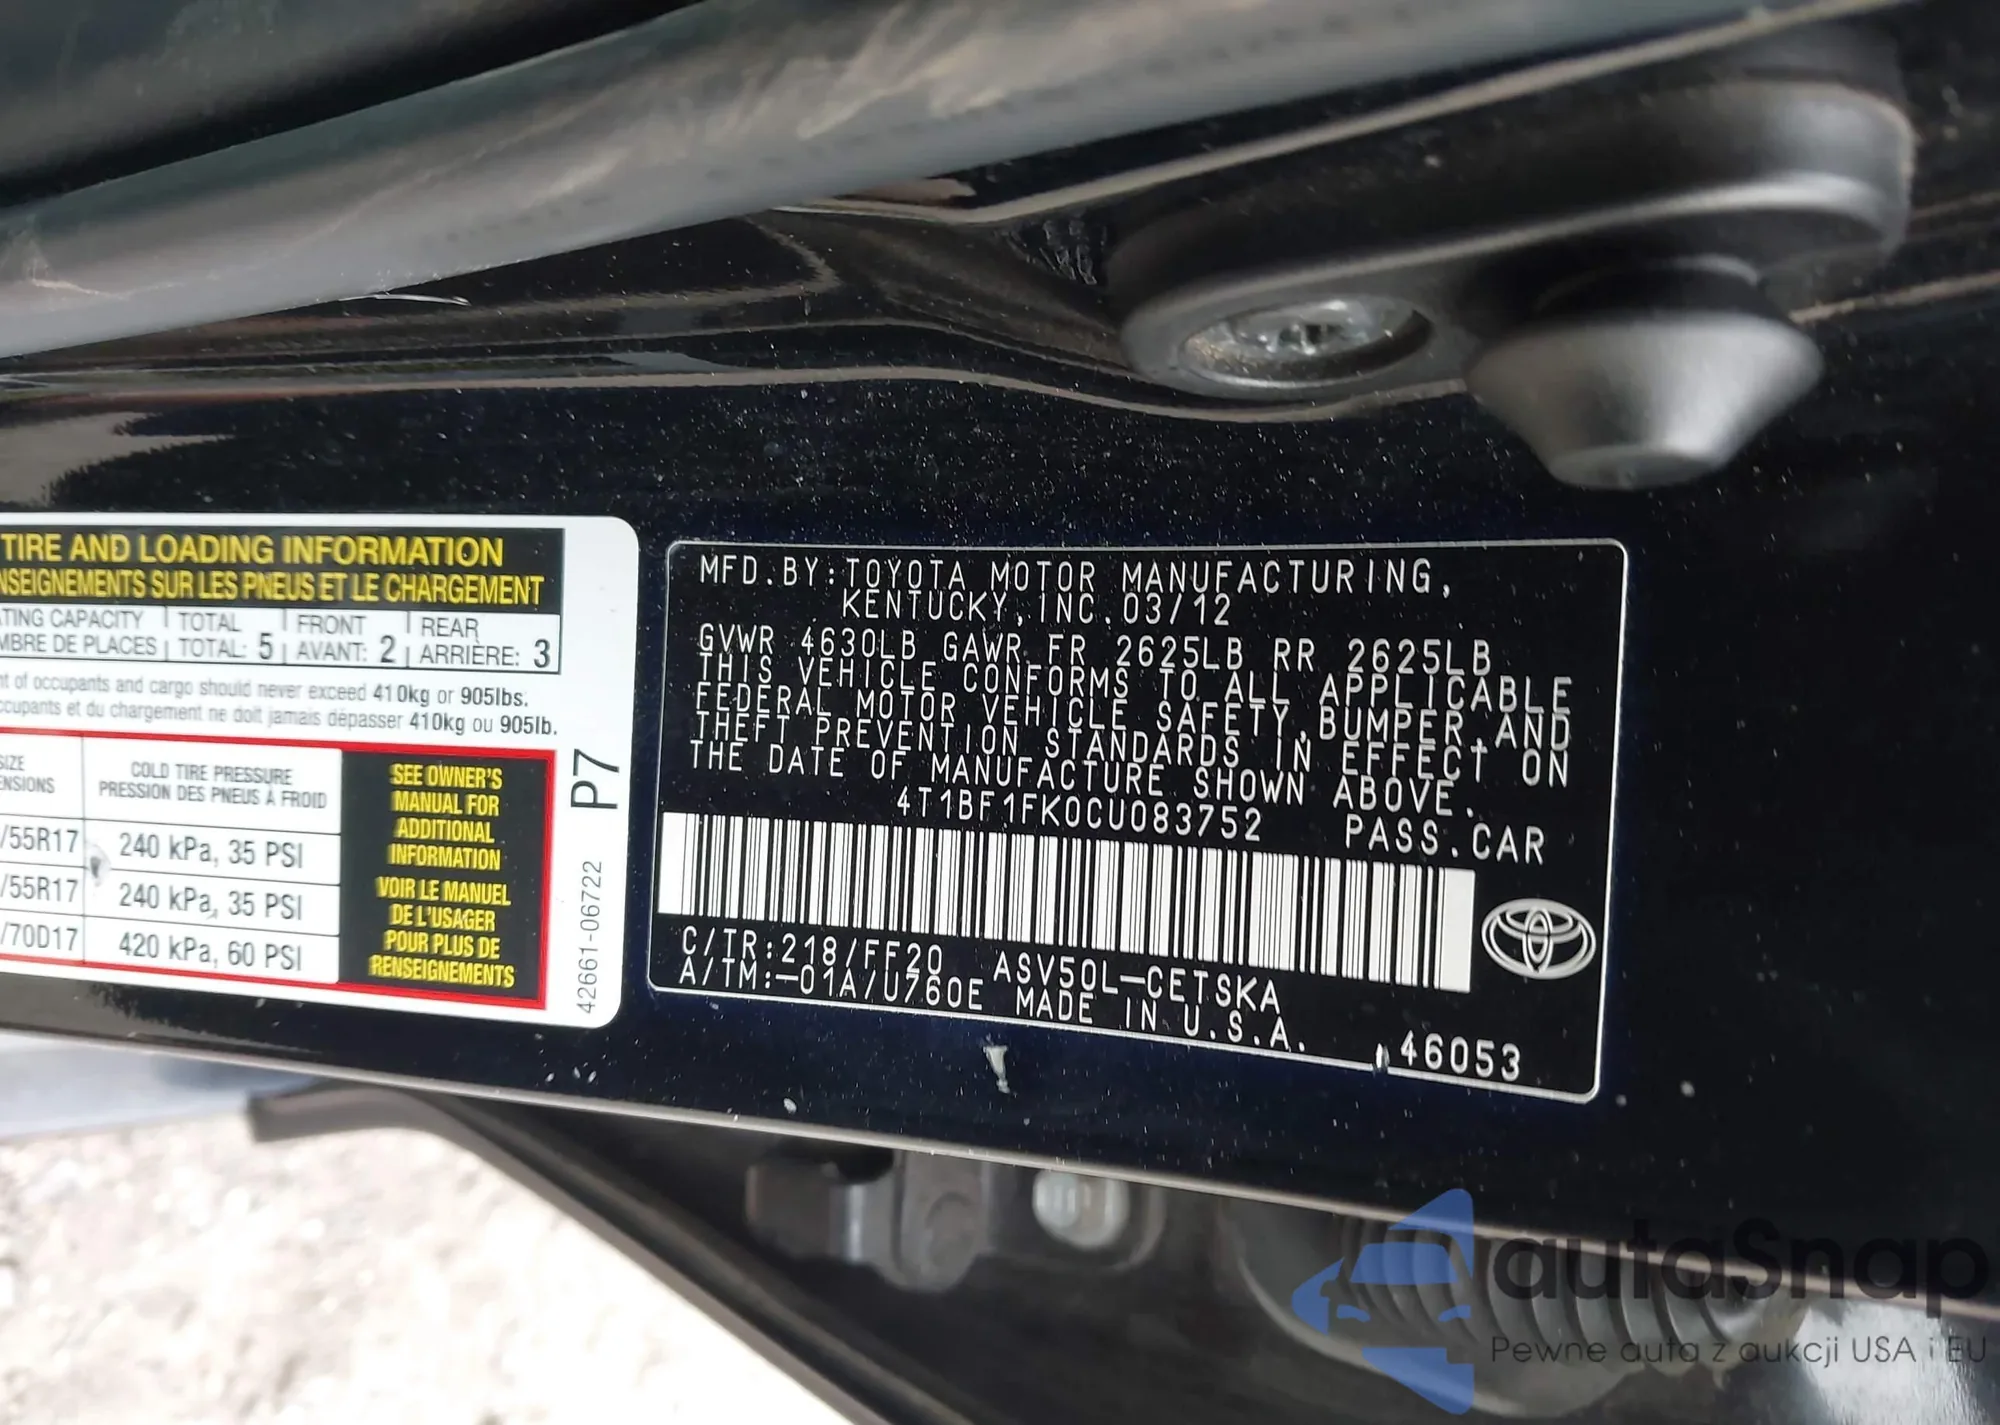 TIRE AND LOADING INFORMATION
NSEIGNEMENTS SUR LES PNEUS ET LE CHARGEMENT
ATING CAPACITY TOTAL FRONT REAR
MBRE DE PLACES TOTAL: 5 AVANT: 2 ARRIÈRE: 3
nt of occupants and cargo should never exceed 410kg or 905lbs.
ccupants et du chargement ne doit jamais dépasser 410kg ou 905lb.
SIZE
ENSIONS
COLD TIRE PRESSURE
PRESSION DES PNEUS À FROID
/55R17 240 kPa, 35 PSI
/55R17 240 kPa, 35 PSI
/70D17 420 kPa, 60 PSI
SEE OWNER'S
MANUAL FOR
ADDITIONAL
INFORMATION
VOIR LE MANUEL
DE L'USAGER
POUR PLUS DE
RENSEIGNEMENTS
P7
42661-06722
MFD.BY:TOYOTA MOTOR MANUFACTURING,
KENTUCKY,INC.03/12
GVWR 4630LB GAWR FR 2625LB RR 2625LB
THIS VEHICLE CONFORMS TO ALL APPLICABLE
FEDERAL MOTOR VEHICLE SAFETY,BUMPER,AND
THEFT PREVENTION STANDARDS IN EFFECT ON
THE DATE OF MANUFACTURE SHOWN ABOVE.
4T1BF1FK0CU083752 PASS.CAR
C/TR:218/FF20 ASV50L-CETSKA
A/TM:-01A/U760E MADE IN U.S.A.
46053
autaSnap
Pewne auta z aukcji USA i EU